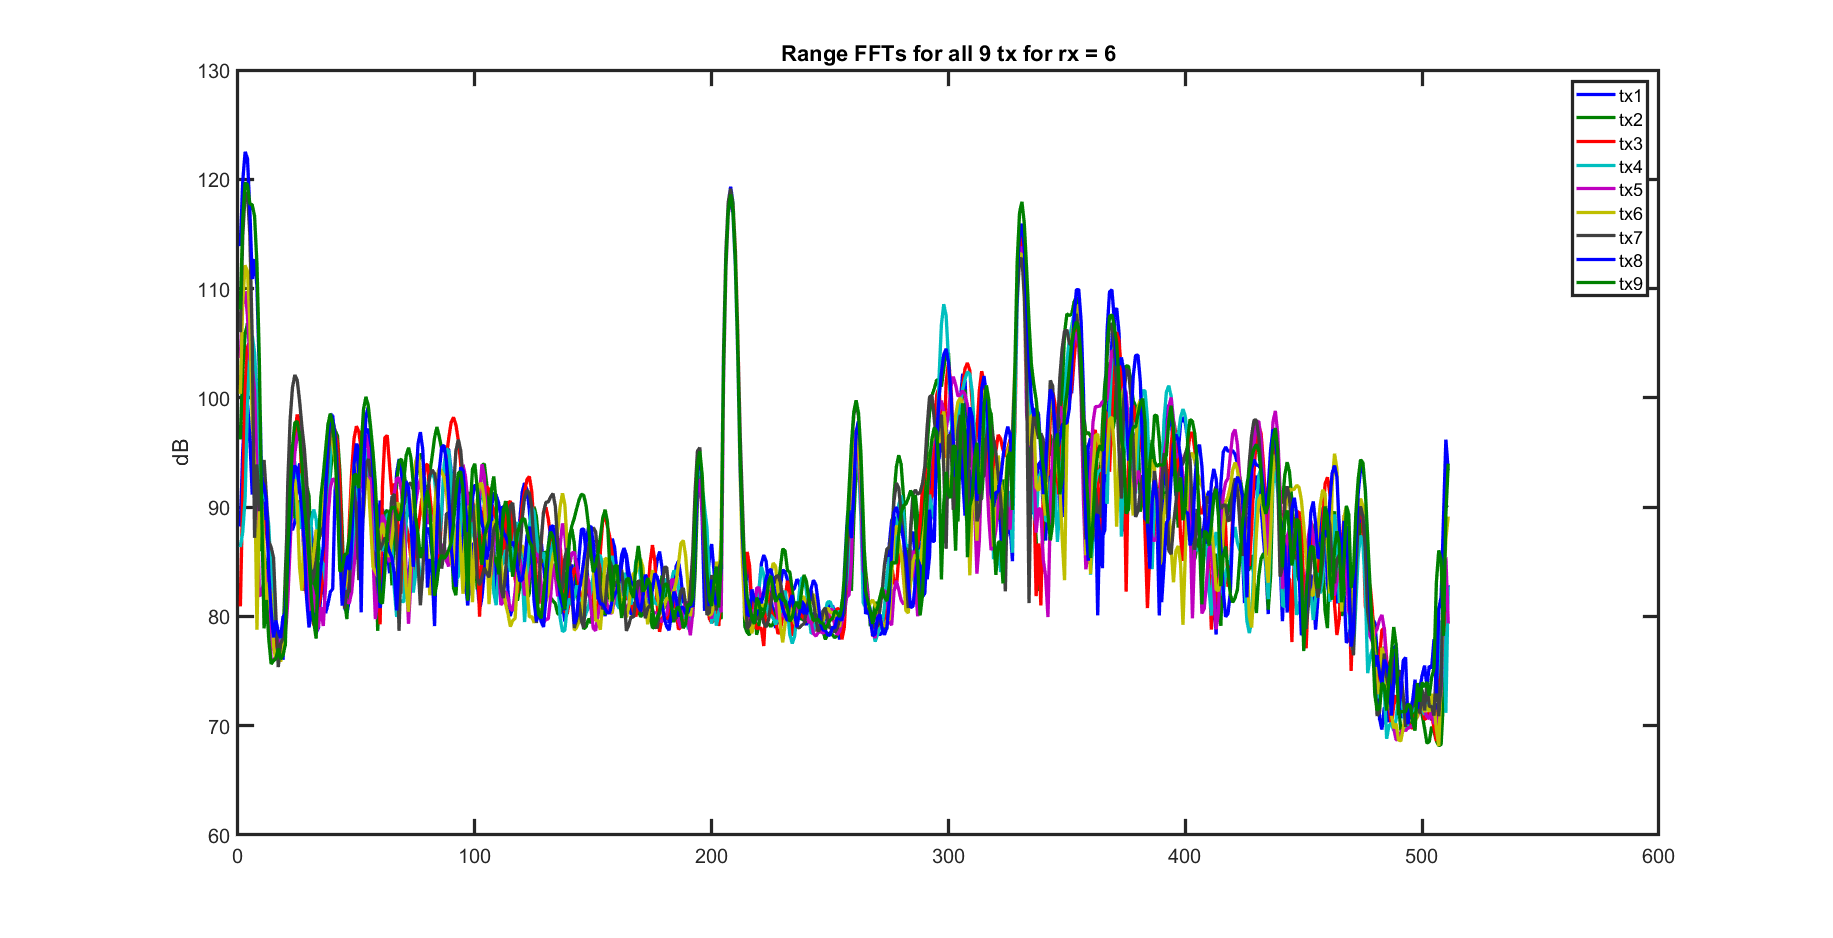 Range FFTs for all 9 tx for rx = 6
130
120
110
100
90
80
70
60
dB
0 100 200 300 400 500 600
tx1
tx2
tx3
tx4
tx5
tx6
tx7
tx8
tx9